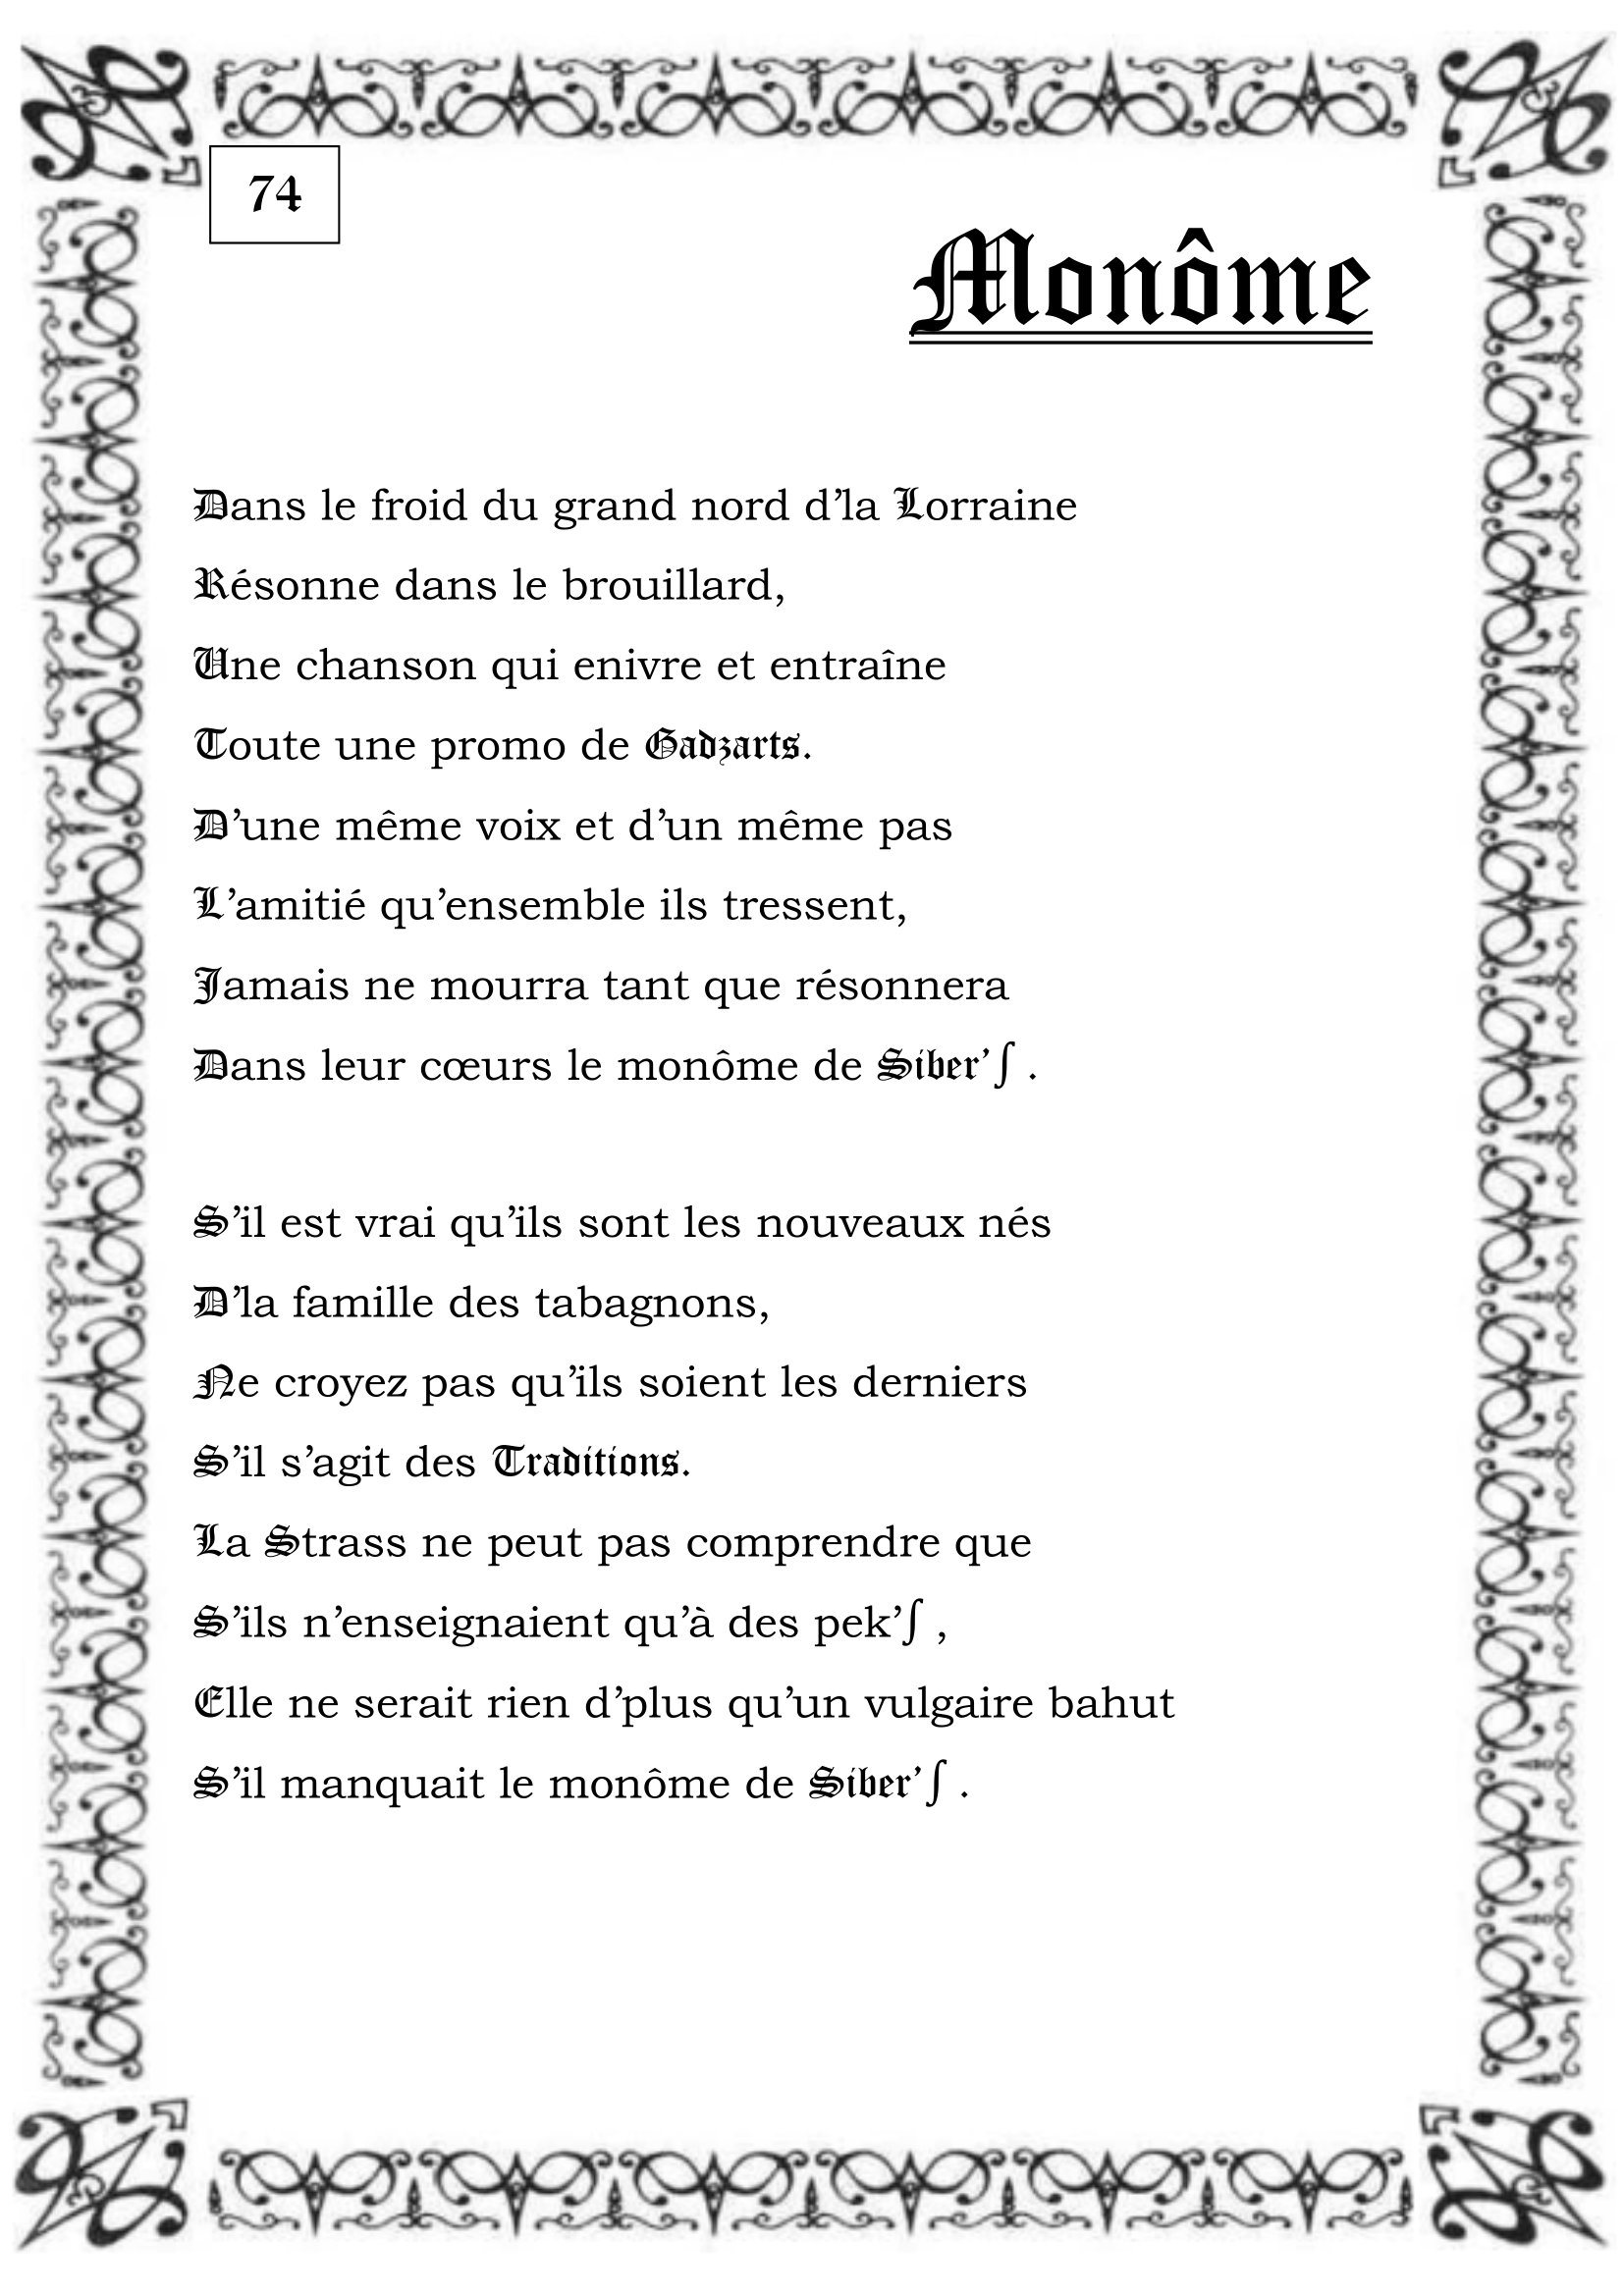 74
Monôme
Dans le froid du grand nord d’la Lorraine
Résonne dans le brouillard,
Une chanson qui enivre et entraîne
Toute une promo de Gadzarts.
D’une même voix et d’un même pas
L’amitié qu’ensemble ils tressent,
Jamais ne mourra tant que résonnera
Dans leur cœurs le monôme de Siber’ʃ .
S’il est vrai qu’ils sont les nouveaux nés
D’la famille des tabagnons,
Ne croyez pas qu’ils soient les derniers
S’il s’agit des Traditions.
La Strass ne peut pas comprendre que
S’ils n’enseignaient qu’à des pek’ʃ ,
Elle ne serait rien d’plus qu’un vulgaire bahut
S’il manquait le monôme de Siber’ʃ .